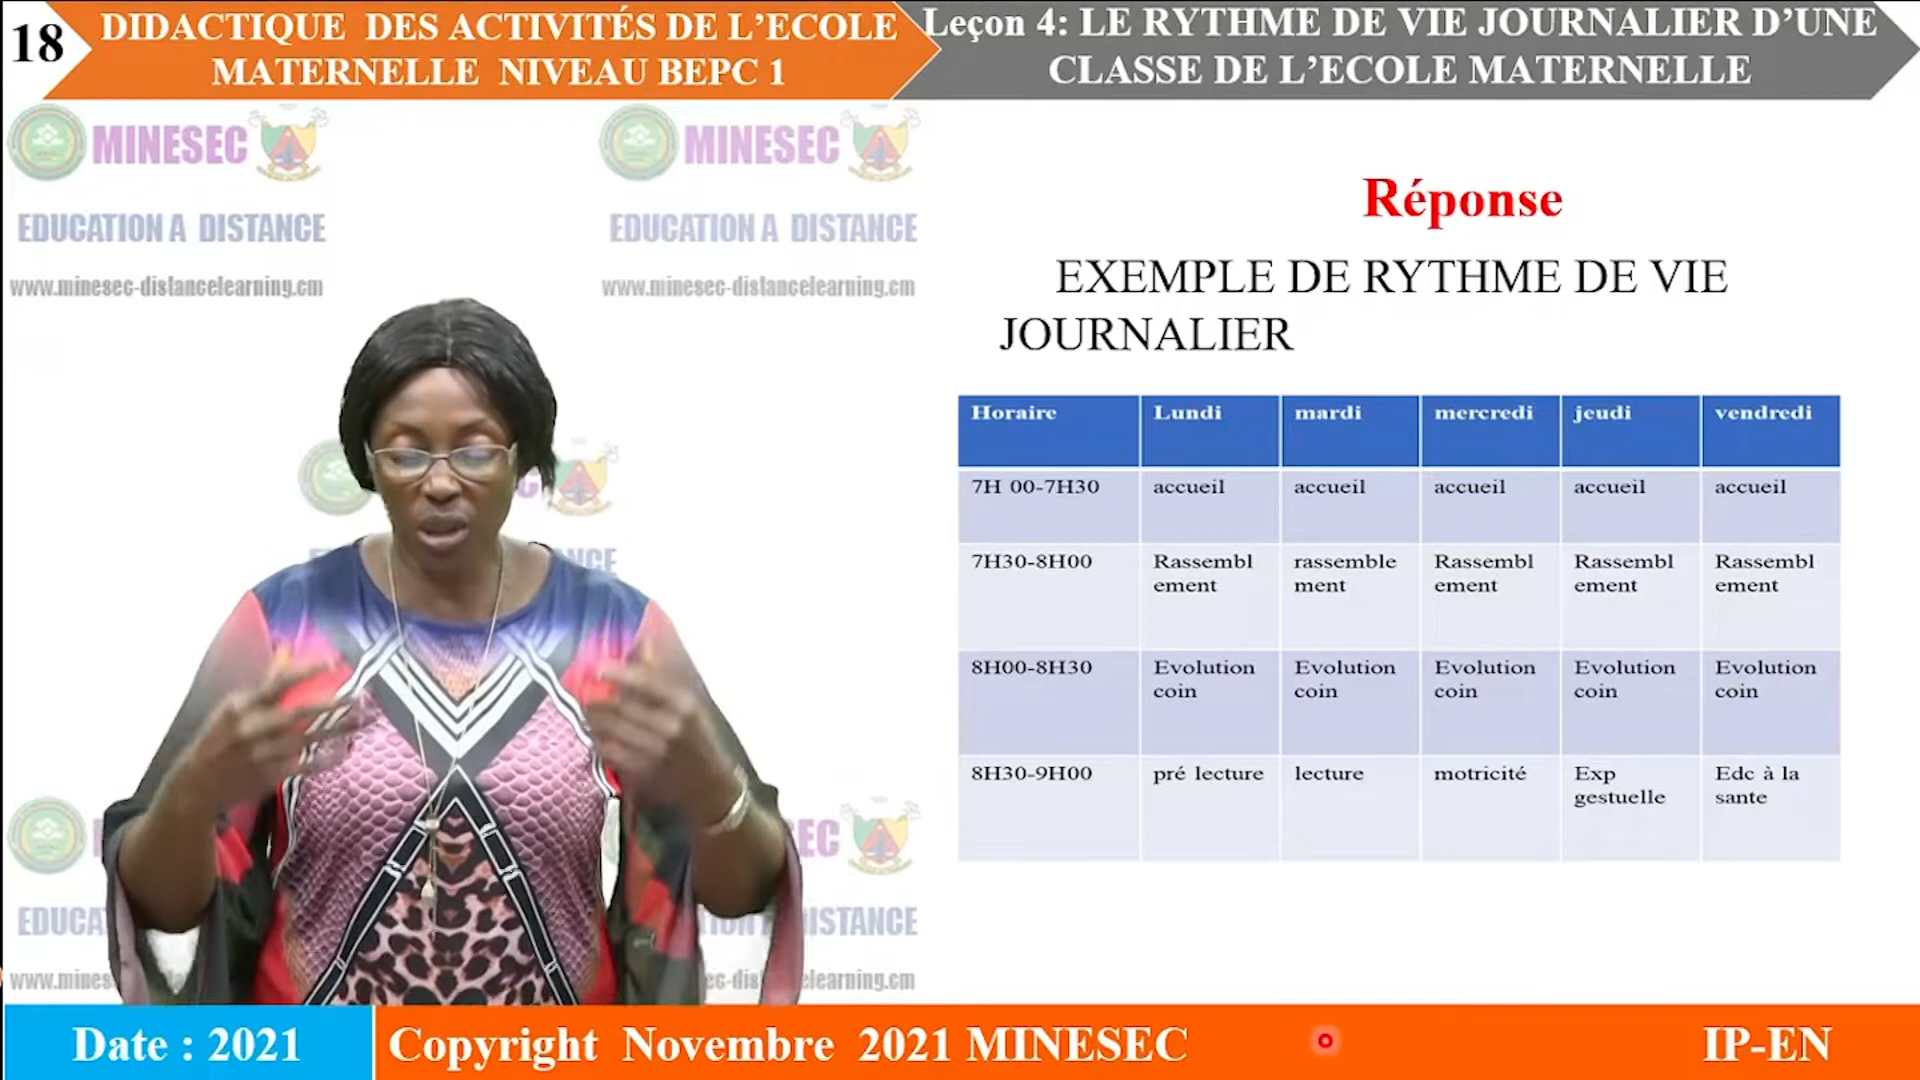 18
DIDACTIQUE DES ACTIVITÉS DE L’ECOLE
MATERNELLE NIVEAU BEPC 1
Leçon 4: LE RYTHME DE VIE JOURNALIER D’UNE
CLASSE DE L’ECOLE MATERNELLE
MINESEC
MINESEC
EDUCATION A DISTANCE
EDUCATION A DISTANCE
www.minesec-distancelearning.cm
www.minesec-distancelearning.cm
Réponse
EXEMPLE DE RYTHME DE VIE
JOURNALIER
Horaire Lundi mardi mercredi jeudi vendredi
7H 00-7H30 accueil accueil accueil accueil accueil
7H30-8H00 Rassembl rassemble Rassembl Rassembl Rassembl
ement ment ement ement ement
8H00-8H30 Evolution Evolution Evolution Evolution Evolution
coin coin coin coin coin
8H30-9H00 pré lecture lecture motricité Exp Edc à la
gestuelle sante
Date : 2021
Copyright Novembre 2021 MINESEC
IP-EN